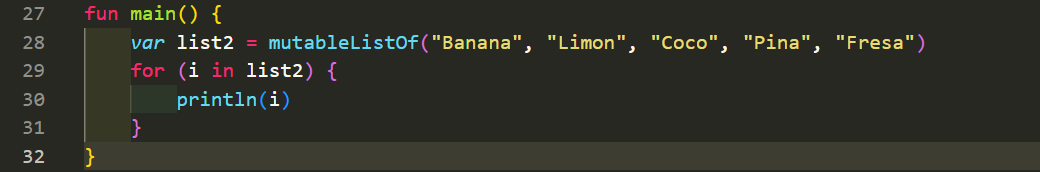 27 fun main() {
28     var list2 = mutableListOf("Banana", "Limon", "Coco", "Pina", "Fresa")
29     for (i in list2) {
30         println(i)
31     }
32 }